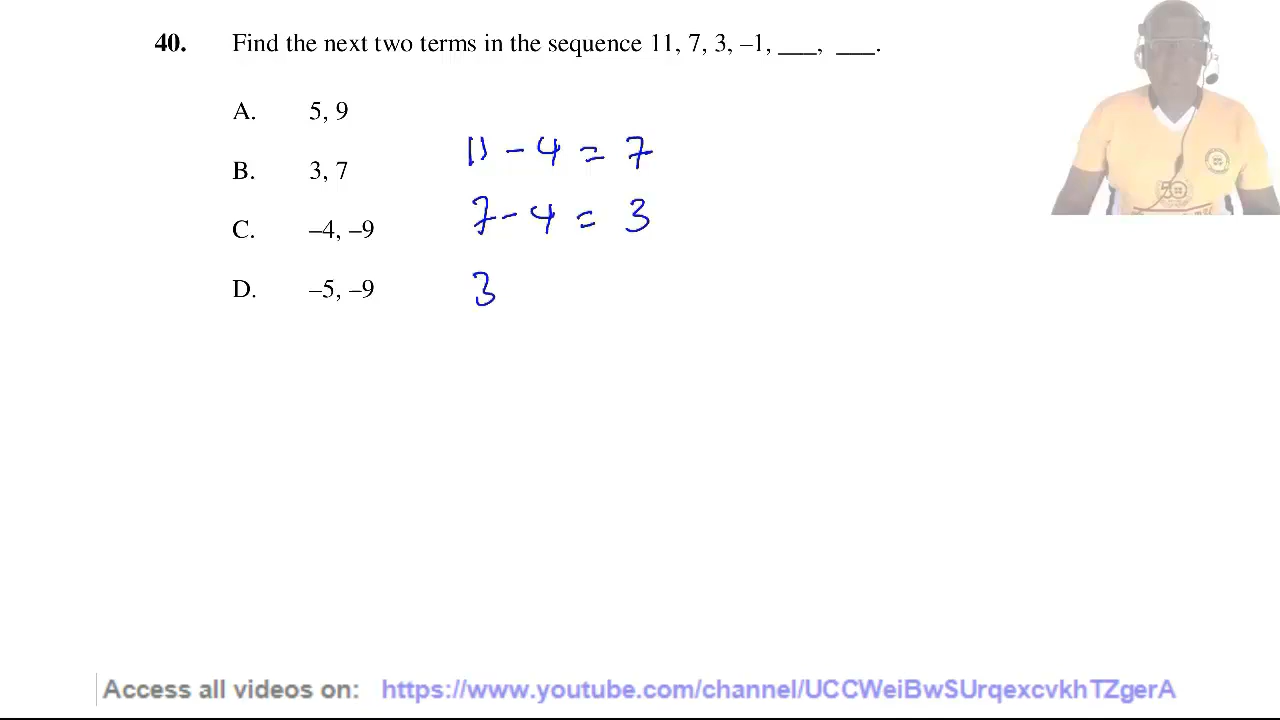 40. Find the next two terms in the sequence 11, 7, 3, –1, ___, ___.
A. 5, 9
11 - 4 = 7
B. 3, 7
7 - 4 = 3
C. –4, –9
D. –5, –9
3
Access all videos on: https://www.youtube.com/channel/UCCWeiBwSUrqexcvkhTZgerA